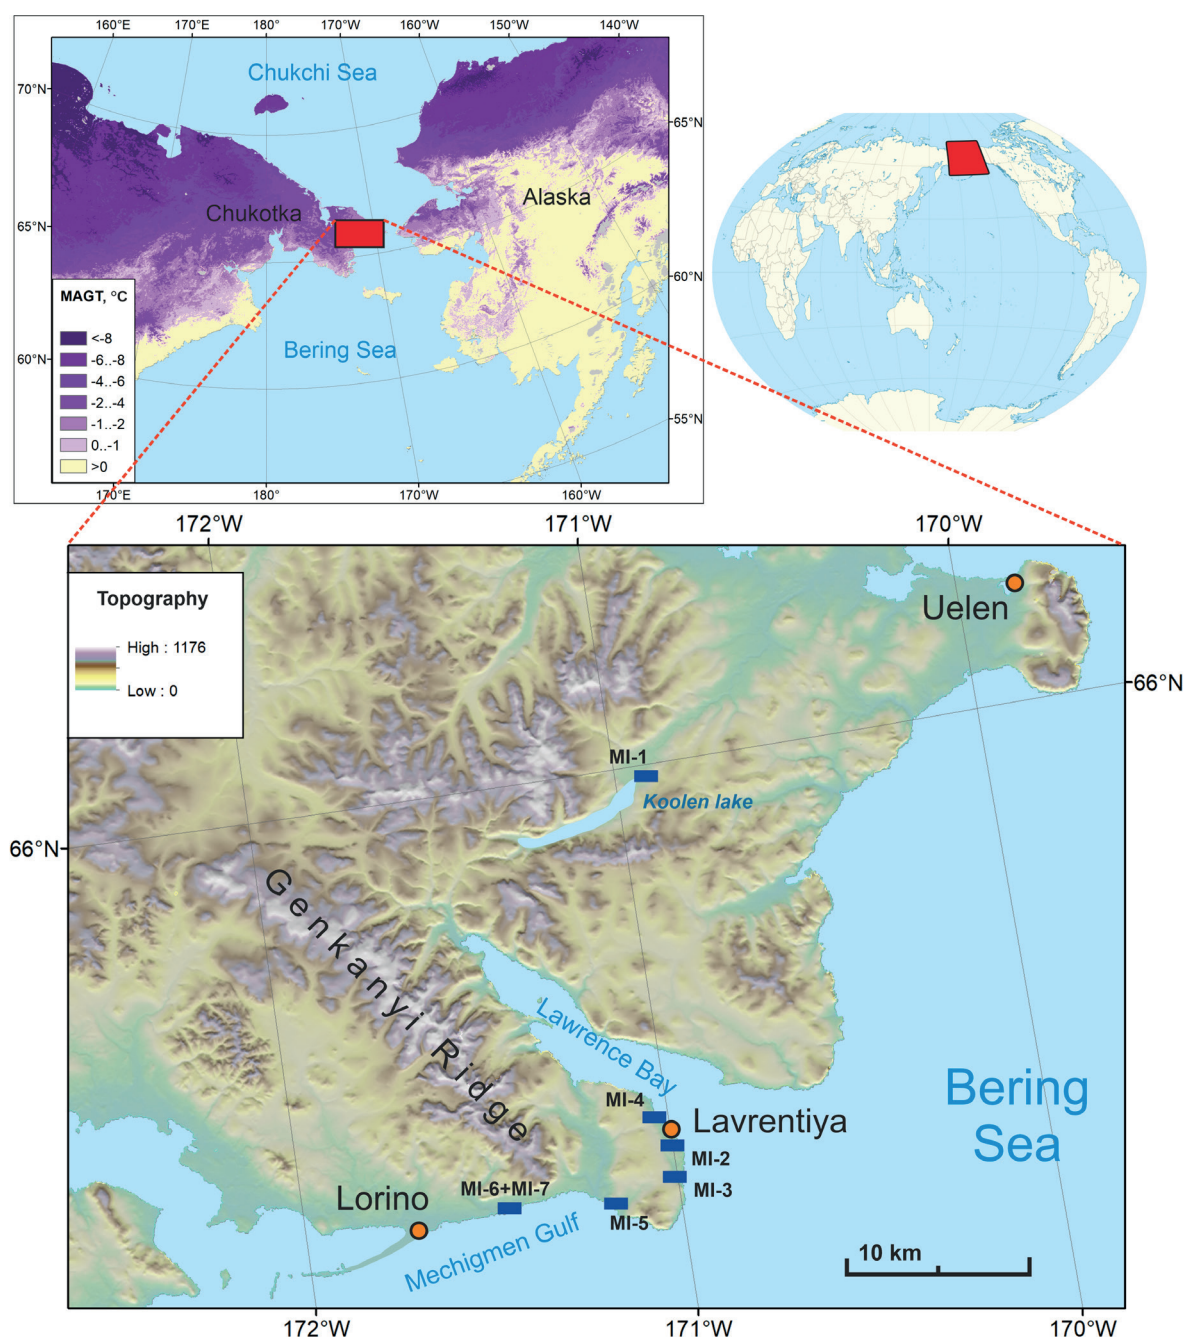 160°E 170°E 180° 170°W 160°W 150°W 140°W
70°N
65°N
60°N
65°N
60°N
55°N
Chukchi Sea
Chukotka
Alaska
Bering Sea
MAGT, °C
<-8
-6..-8
-4..-6
-2..-4
-1..-2
0..-1
>0
170°E 180° 170°W 160°W
172°W 171°W 170°W
Topography
High : 1176
Low : 0
Uelen
66°N
MI-1
Koolen lake
66°N
Genkanyi Ridge
Lawrence Bay
Bering
Sea
MI-4
Lavrentiya
MI-2
MI-3
MI-6+MI-7
MI-5
Lorino
Mechigmen Gulf
10 km
172°W 171°W 170°W